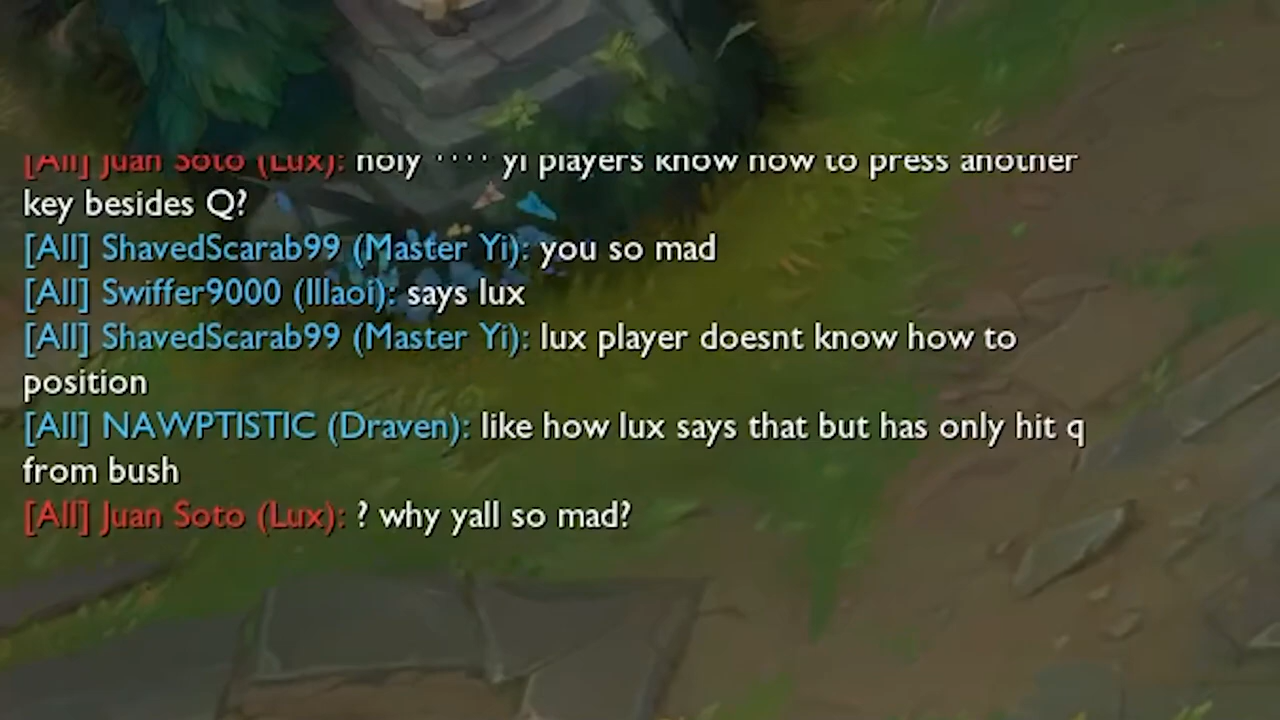 [All] Juan Soto (Lux): holy **** yi players know how to press another
key besides Q?
[All] ShavedScarab99 (Master Yi): you so mad
[All] Swiffer9000 (Illaoi): says lux
[All] ShavedScarab99 (Master Yi): lux player doesnt know how to
position
[All] NAWPTISTIC (Draven): like how lux says that but has only hit q
from bush
[All] Juan Soto (Lux): ? why yall so mad?